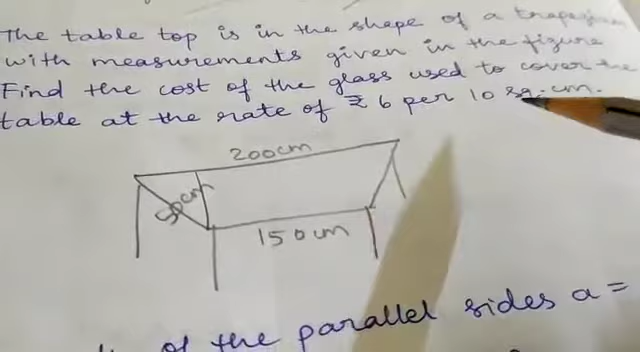 The table top is in the shape of a
with measurements given in the figure
Find the cost of the glass used to cover the
table at the rate of ₹ 6 per 10 sq.cm.
200cm
50cm
150cm
of the parallel sides a =